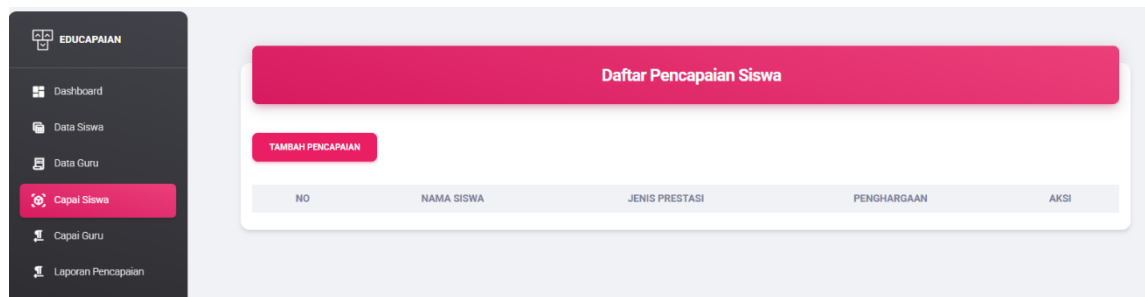 EDUCAPAIAN
Dashboard
Data Siswa
Data Guru
Capai Siswa
Capai Guru
Laporan Pencapaian
Daftar Pencapaian Siswa
TAMBAH PENCAPAIAN
NO NAMA SISWA JENIS PRESTASI PENGHARGAAN AKSI